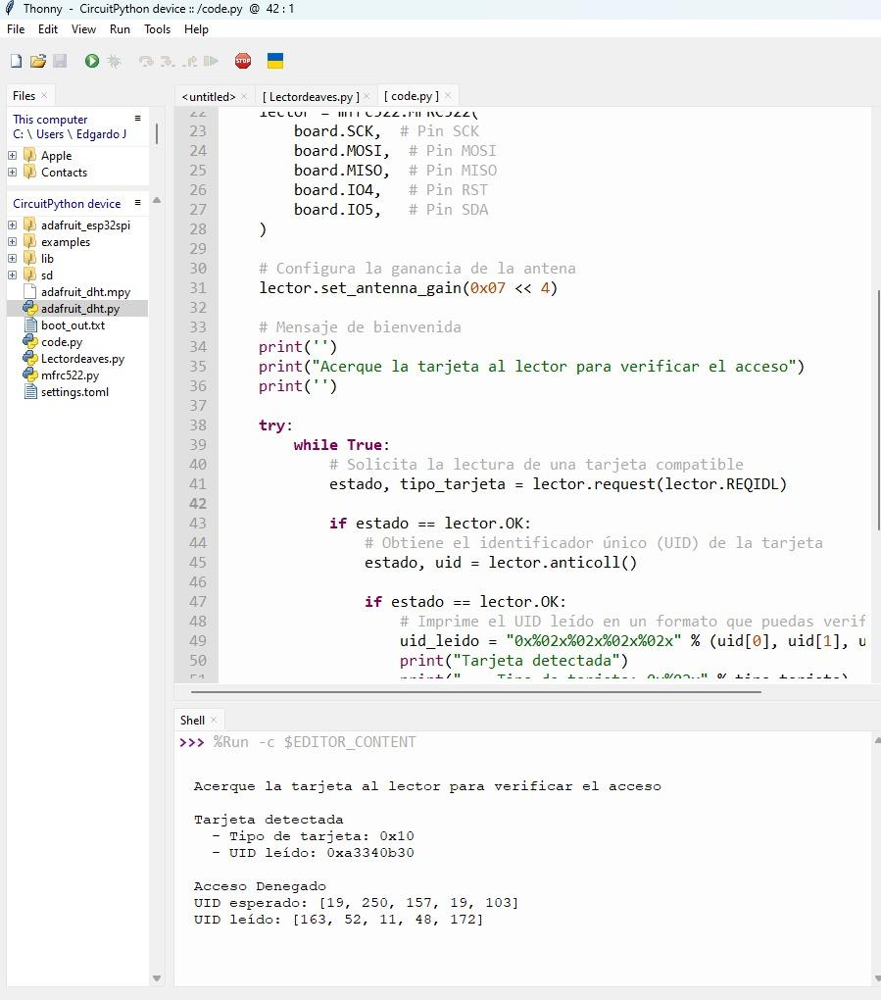 Thonny - CircuitPython device :: /code.py @ 42 : 1
File Edit View Run Tools Help
STOP
Files
This computer
C: \ Users \ Edgardo J
Apple
Contacts
CircuitPython device
adafruit_esp32spi
examples
lib
sd
adafruit_dht.mpy
adafruit_dht.py
boot_out.txt
code.py
Lectordeaves.py
mfrc522.py
settings.toml
<untitled> [ Lectordeaves.py ] [ code.py ]
22 lector = mfrc522.MFRC522(
23 board.SCK, # Pin SCK
24 board.MOSI, # Pin MOSI
25 board.MISO, # Pin MISO
26 board.IO4, # Pin RST
27 board.IO5, # Pin SDA
28 )
29
30 # Configura la ganancia de la antena
31 lector.set_antenna_gain(0x07 << 4)
32
33 # Mensaje de bienvenida
34 print('')
35 print("Acerque la tarjeta al lector para verificar el acceso")
36 print('')
37
38 try:
39 while True:
40 # Solicita la lectura de una tarjeta compatible
41 estado, tipo_tarjeta = lector.request(lector.REQIDL)
42
43 if estado == lector.OK:
44 # Obtiene el identificador único (UID) de la tarjeta
45 estado, uid = lector.anticoll()
46
47 if estado == lector.OK:
48 # Imprime el UID leído en un formato que puedas verif
49 uid_leido = "0x%02x%02x%02x%02x" % (uid[0], uid[1], u
50 print("Tarjeta detectada")
51 print("  - Tipo de tarjeta: 0x%02x" % tipo_tarjeta)
Shell
>>> %Run -c $EDITOR_CONTENT
Acerque la tarjeta al lector para verificar el acceso
Tarjeta detectada
- Tipo de tarjeta: 0x10
- UID leído: 0xa3340b30
Acceso Denegado
UID esperado: [19, 250, 157, 19, 103]
UID leído: [163, 52, 11, 48, 172]